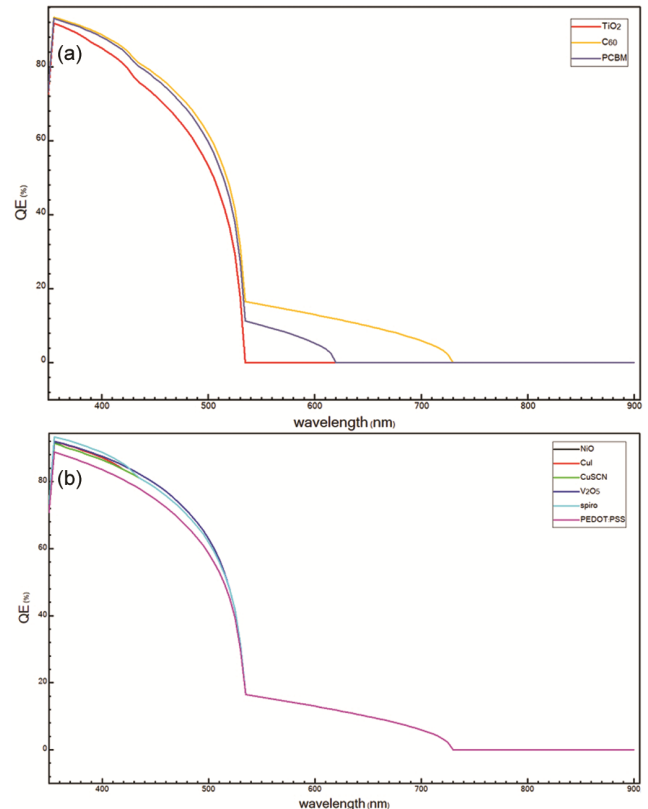 (a)
TiO2
C60
PCBM
80
60
40
20
0
QE (%)
400 500 600 700 800 900
wavelength (nm)
(b)
NiO
CuI
CuSCN
V2O5
spiro
PEDOT.PSS
80
60
40
20
0
QE (%)
400 500 600 700 800 900
wavelength (nm)